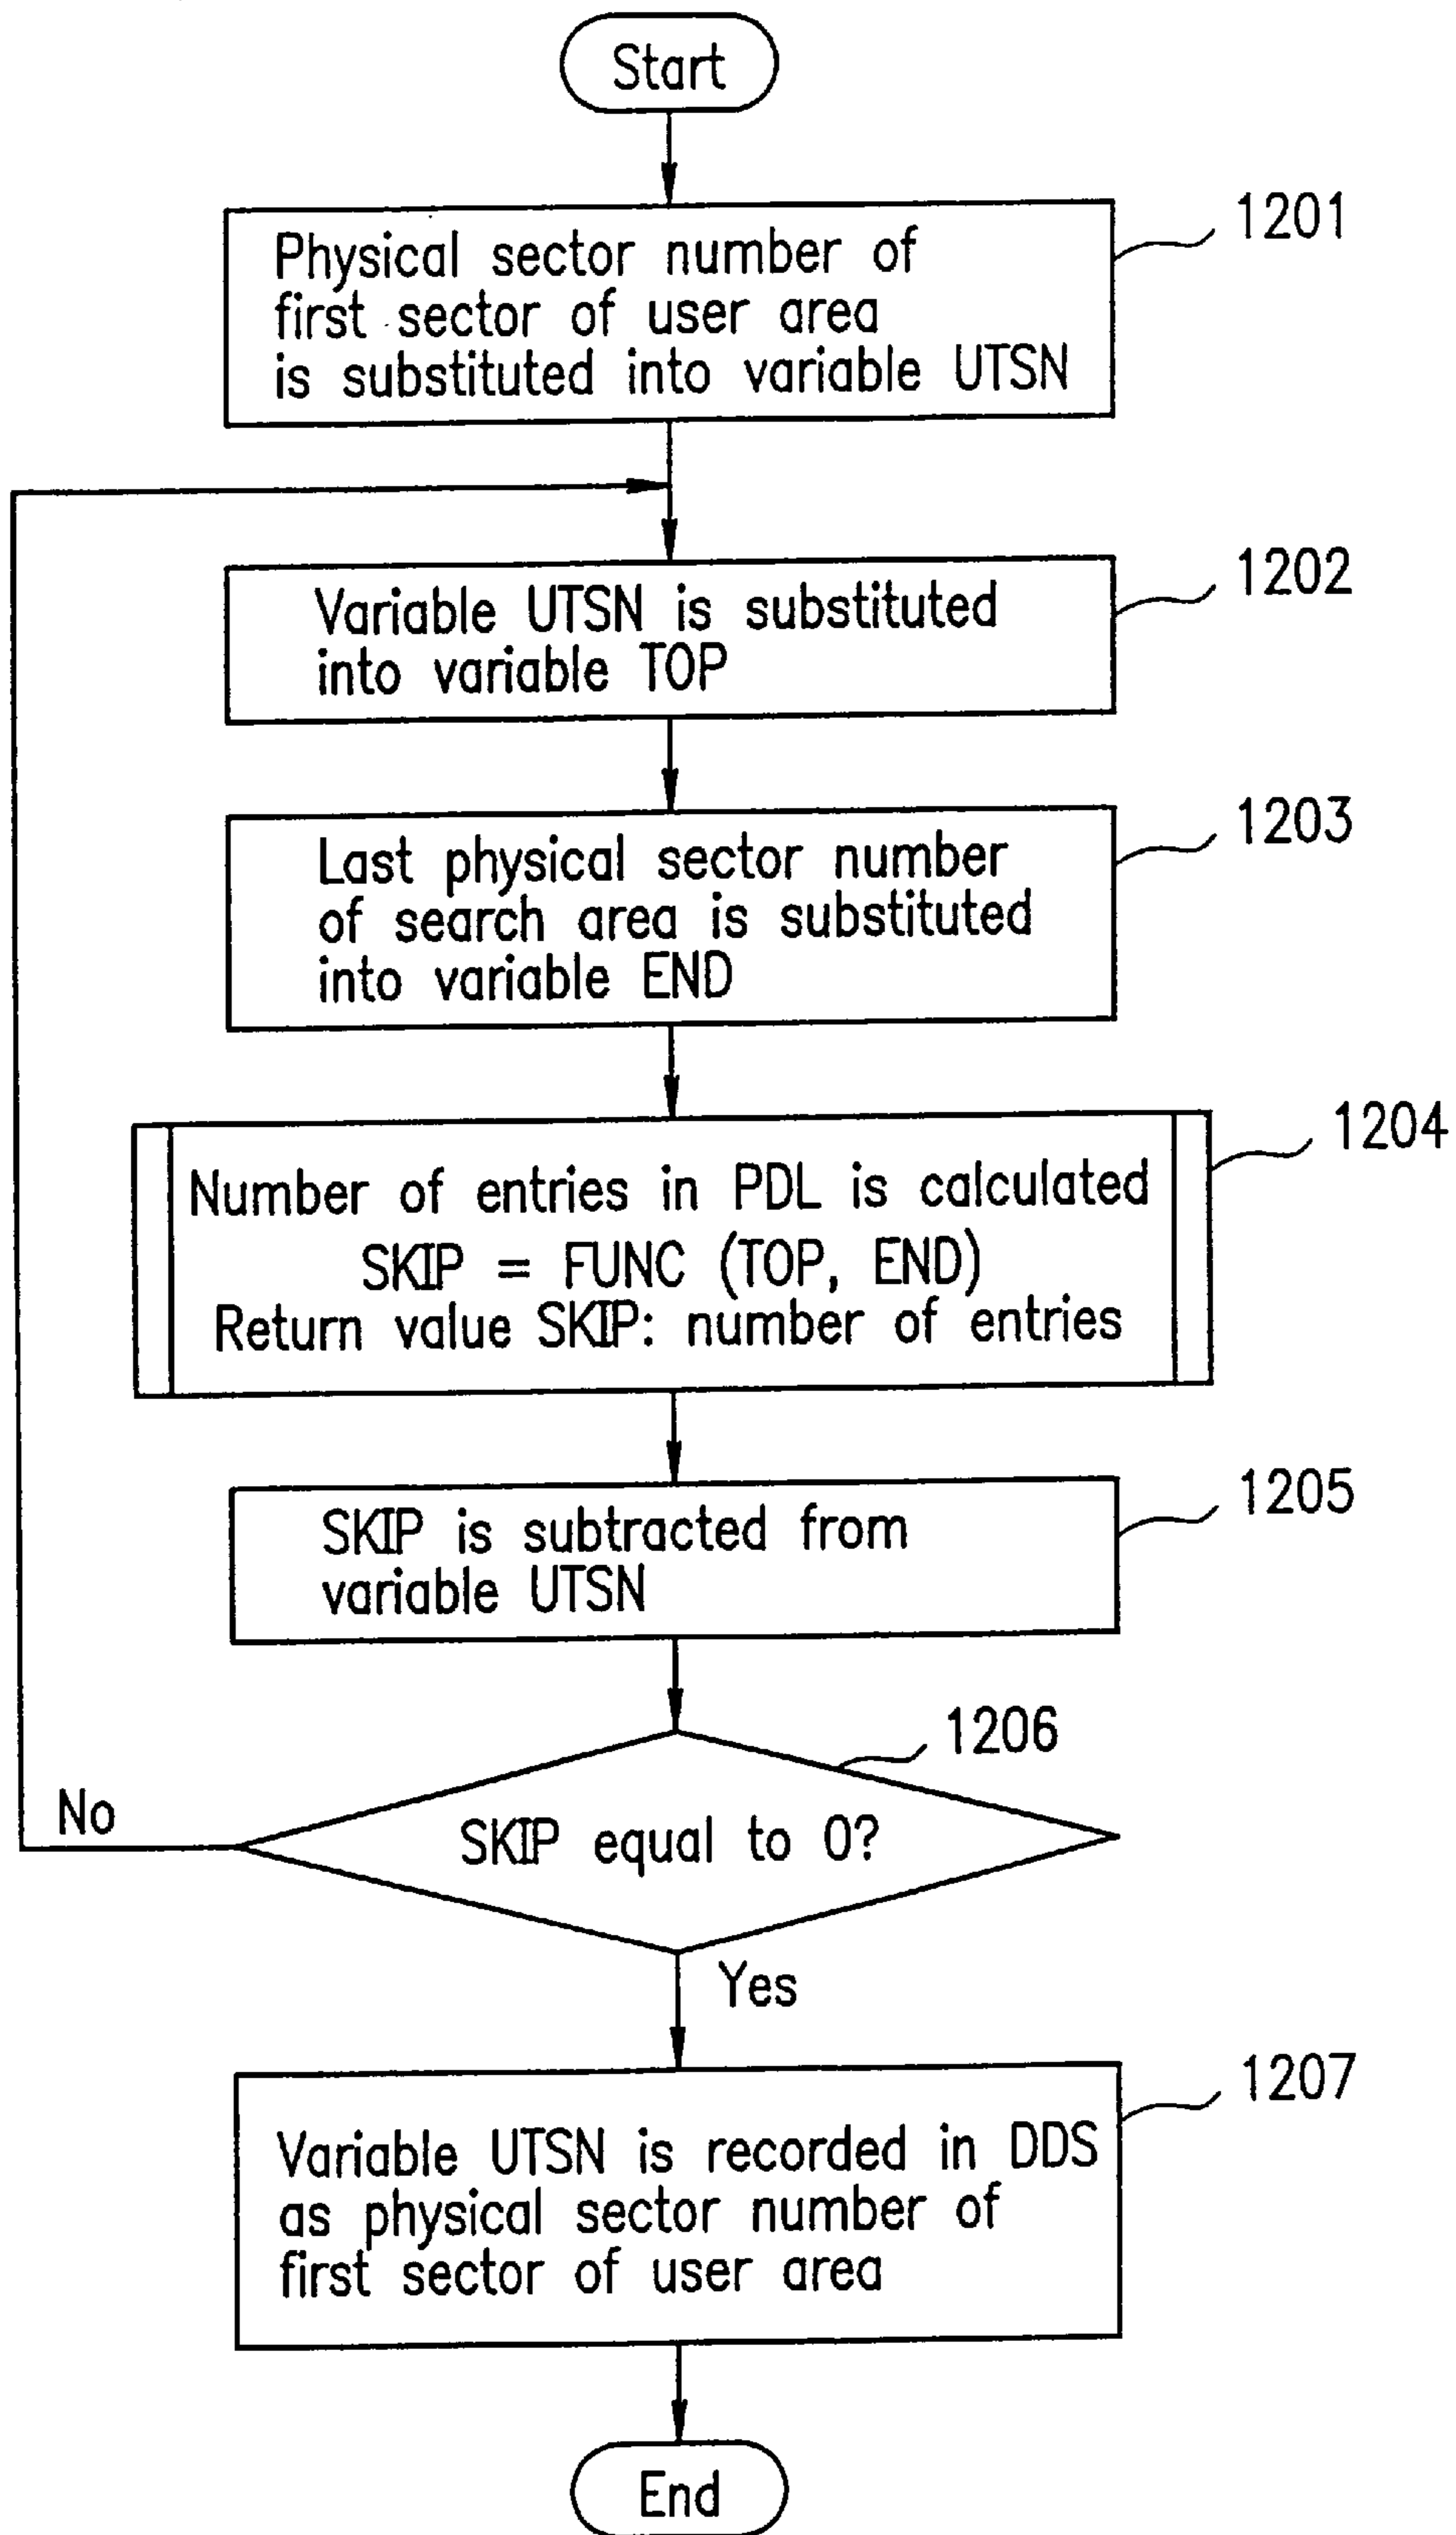 Start
1201
Physical sector number of
first sector of user area
is substituted into variable UTSN
1202
Variable UTSN is substituted
into variable TOP
1203
Last physical sector number
of search area is substituted
into variable END
1204
Number of entries in PDL is calculated
SKIP = FUNC (TOP, END)
Return value SKIP: number of entries
1205
SKIP is subtracted from
variable UTSN
1206
No
SKIP equal to 0?
Yes
1207
Variable UTSN is recorded in DDS
as physical sector number of
first sector of user area
End